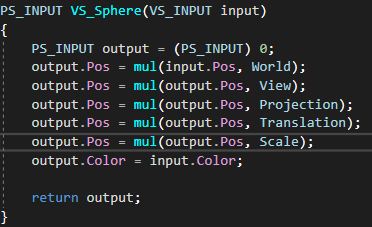 PS_INPUT VS_Sphere(VS_INPUT input)
{
    PS_INPUT output = (PS_INPUT) 0;
    output.Pos = mul(input.Pos, World);
    output.Pos = mul(output.Pos, View);
    output.Pos = mul(output.Pos, Projection);
    output.Pos = mul(output.Pos, Translation);
    output.Pos = mul(output.Pos, Scale);
    output.Color = input.Color;

    return output;
}